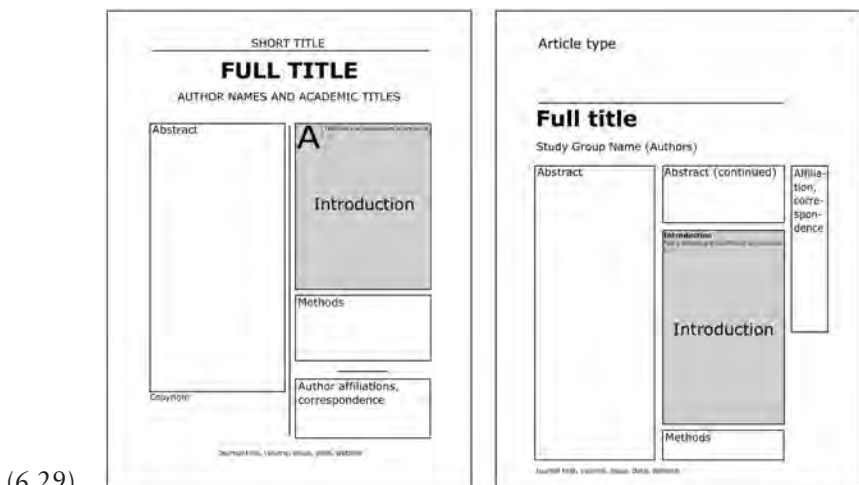 SHORT TITLE
FULL TITLE
AUTHOR NAMES AND ACADEMIC TITLES
Abstract
Copyright
A
Introduction
Methods
Author affiliations,
correspondence
Journal title, volume, issue, date, website
Article type
Full title
Study Group Name (Authors)
Abstract
Abstract (continued)
Introduction
Introduction
Methods
Affilia-
tion,
corre-
spon-
dence
Journal title, volume, issue, date, website
(6.29)